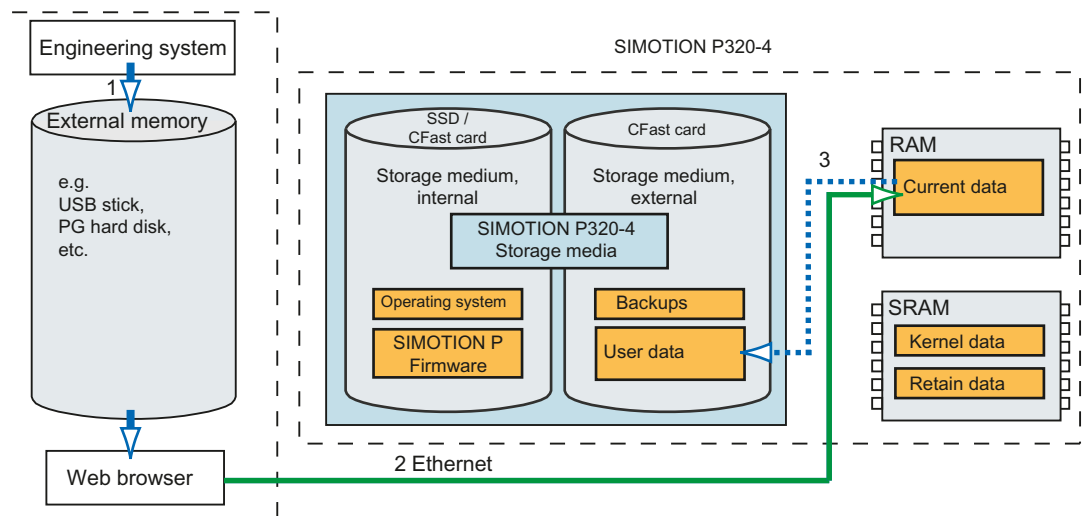 Engineering system
1
External memory
e.g.
USB stick,
PG hard disk,
etc.
Web browser
2 Ethernet
SIMOTION P320-4
SSD /
CFast card
Storage medium,
internal
CFast card
Storage medium,
external
SIMOTION P320-4
Storage media
Operating system
SIMOTION P
Firmware
Backups
User data
3
RAM
Current data
SRAM
Kernel data
Retain data